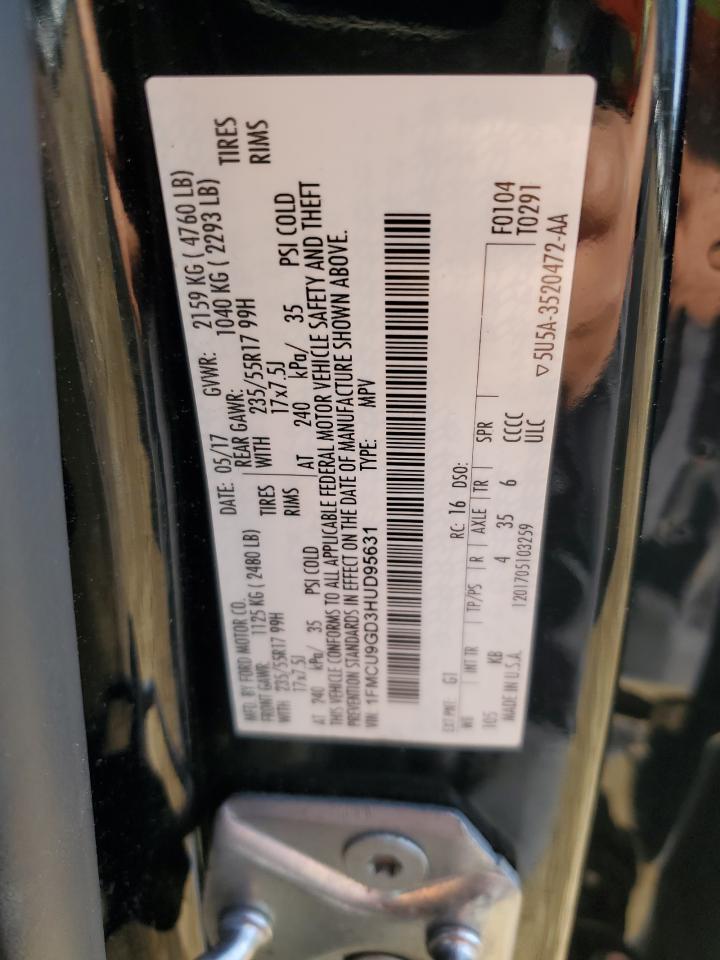 MFD. BY FORD MOTOR CO. DATE: 05/17 GVWR: 2159 KG ( 4760 LB)
FRONT GAWR: 1125 KG ( 2480 LB) REAR GAWR: 1040 KG ( 2293 LB)
WITH 235/55R17 99H TIRES WITH 235/55R17 99H TIRES
17x7.5J RIMS 17x7.5J RIMS
AT 240 kPa/ 35 PSI COLD AT 240 kPa/ 35 PSI COLD
THIS VEHICLE CONFORMS TO ALL APPLICABLE FEDERAL MOTOR VEHICLE SAFETY AND THEFT
PREVENTION STANDARDS IN EFFECT ON THE DATE OF MANUFACTURE SHOWN ABOVE.
VIN: 1FMCU9GD3HUD95631 TYPE: MPV
EXT PNT: G1 RC: 16 DSO:
WB INT TR TP/PS R AXLE TR SPR F0104
105 KB 4 35 6 CCCC T0291
MADE IN U.S.A. 1201705103259 ULC
▽5U5A-3520472-AA